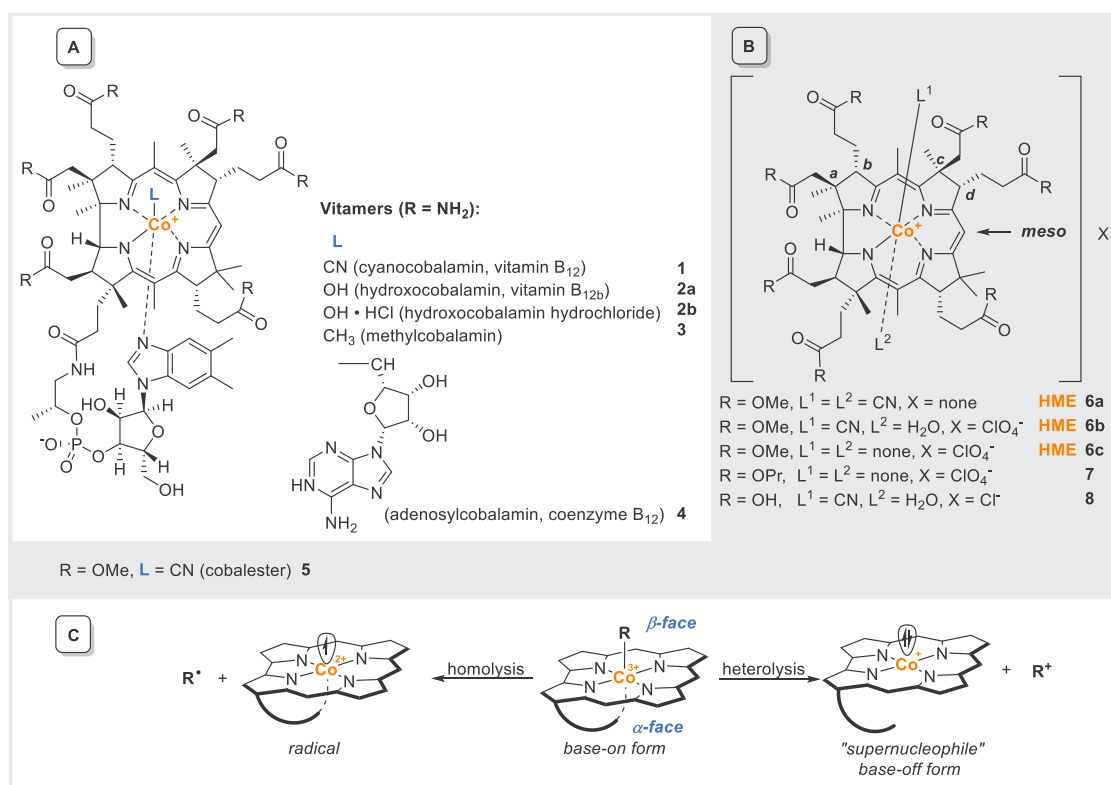 A
B
C
O
R
O
R
R
O
O
R
L
N
N
Co+
N
N
H
R
O
O
R
O
NH
N
N
O
H
HO
H
H
O
-O
P
O
O
H
H
OH
Vitamers (R = NH2):
L
CN (cyanocobalamin, vitamin B12) 1
OH (hydroxocobalamin, vitamin B12b) 2a
OH • HCl (hydroxocobalamin hydrochloride) 2b
CH3 (methylcobalamin) 3
CH
O
OH
OH
N
N
HN
N
N
NH2
(adenosylcobalamin, coenzyme B12) 4
R = OMe, L = CN (cobalester) 5
L1
O
R
O
R
O
R
R
O
a
b
c
d
N
N
Co+
N
N
meso
X
H
O
R
R
O
L2
O
R
R = OMe, L1 = L2 = CN, X = none HME 6a
R = OMe, L1 = CN, L2 = H2O, X = ClO4- HME 6b
R = OMe, L1 = L2 = none, X = ClO4- HME 6c
R = OPr, L1 = L2 = none, X = ClO4- 7
R = OH, L1 = CN, L2 = H2O, X = Cl- 8
R• +
N
N
Co2+
N
N
radical
homolysis
R
β-face
N
N
Co3+
N
N
α-face
base-on form
heterolysis
N
N
Co+
N
N
+ R+
"supernucleophile"
base-off form